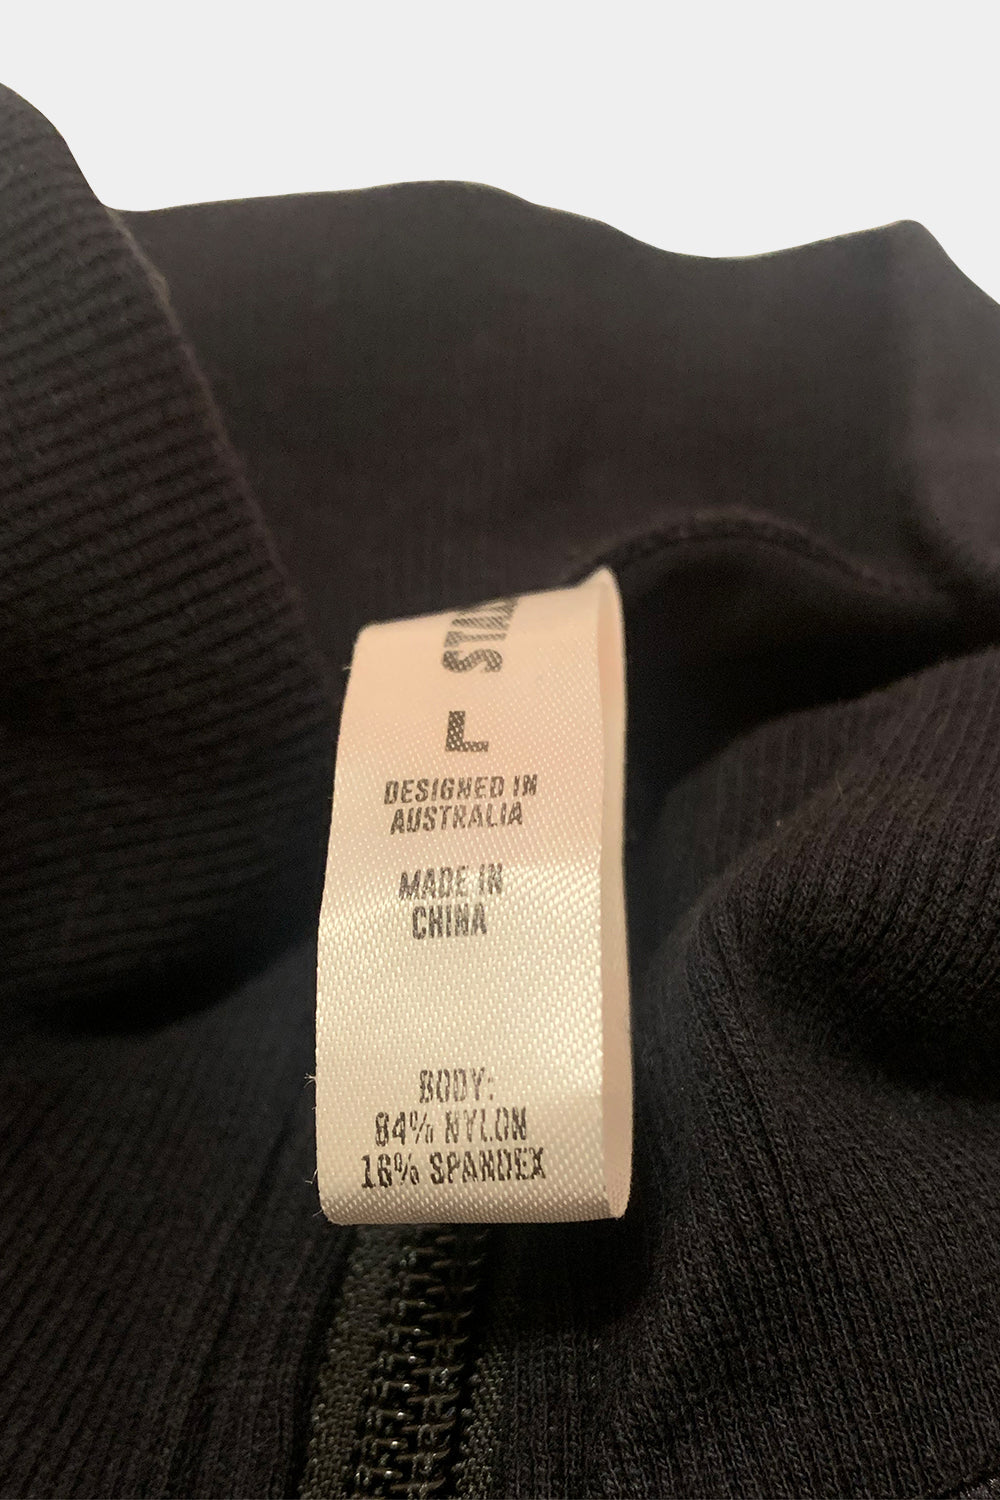 L
DESIGNED IN
AUSTRALIA
MADE IN
CHINA
BODY:
84% NYLON
16% SPANDEX